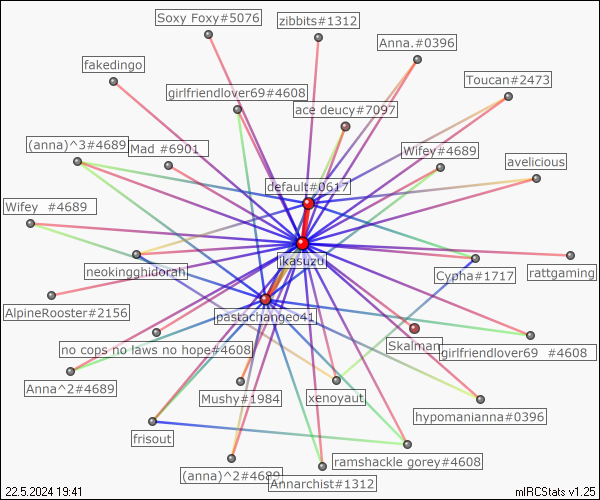 Soxy Foxy#5076
zibbits#1312
Anna.#0396
fakedingo
Toucan#2473
girlfriendlover69#4608
ace deucy#7097
(anna)^3#4689
Mad #6901
Wifey#4689
avelicious
default#0617
Wifey #4689
ikasuzu
neokingghidorah
Cypha#1717
rattgaming
AlpineRooster#2156
pastachangeo41
Skalman
no cops no laws no hope#4608
girlfriendlover69 #4608
Anna^2#4689
Mushy#1984
xenoyaut
hypomanianna#0396
frisout
(anna)^2#4689
ramshackle gorey#4608
Annarchist#1312
22.5.2024 19:41
mIRCStats v1.25